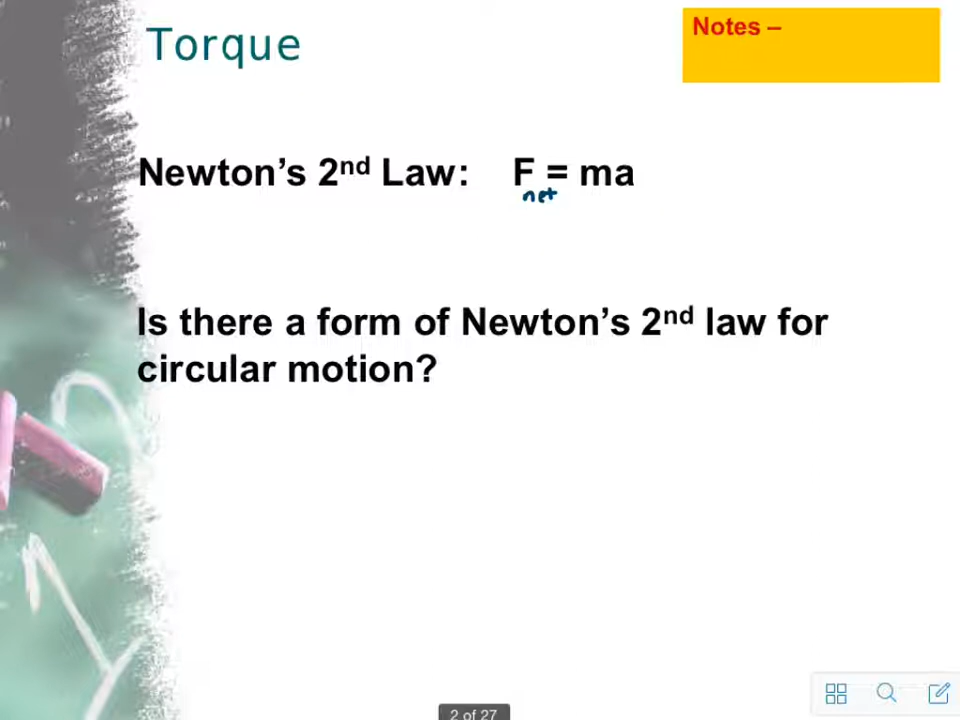 Torque
Notes –
Newton's 2nd Law: F = ma
net
Is there a form of Newton's 2nd law for
circular motion?
2 of 27